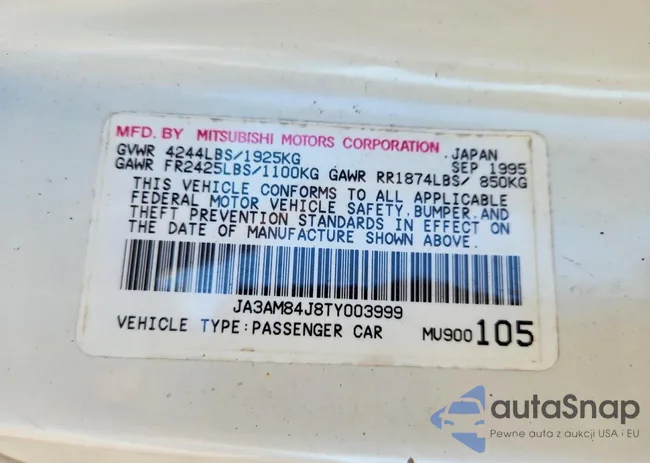 MFD. BY MITSUBISHI MOTORS CORPORATION JAPAN
GVWR 4244LBS/1925KG SEP 1995
GAWR FR2425LBS/1100KG GAWR RR1874LBS/ 850KG
THIS VEHICLE CONFORMS TO ALL APPLICABLE
FEDERAL MOTOR VEHICLE SAFETY,BUMPER,AND
THEFT PREVENTION STANDARDS IN EFFECT ON
THE DATE OF MANUFACTURE SHOWN ABOVE.
JA3AM84J8TY003999
VEHICLE TYPE:PASSENGER CAR MU900105
autaSnap
Pewne auta z aukcji USA i EU